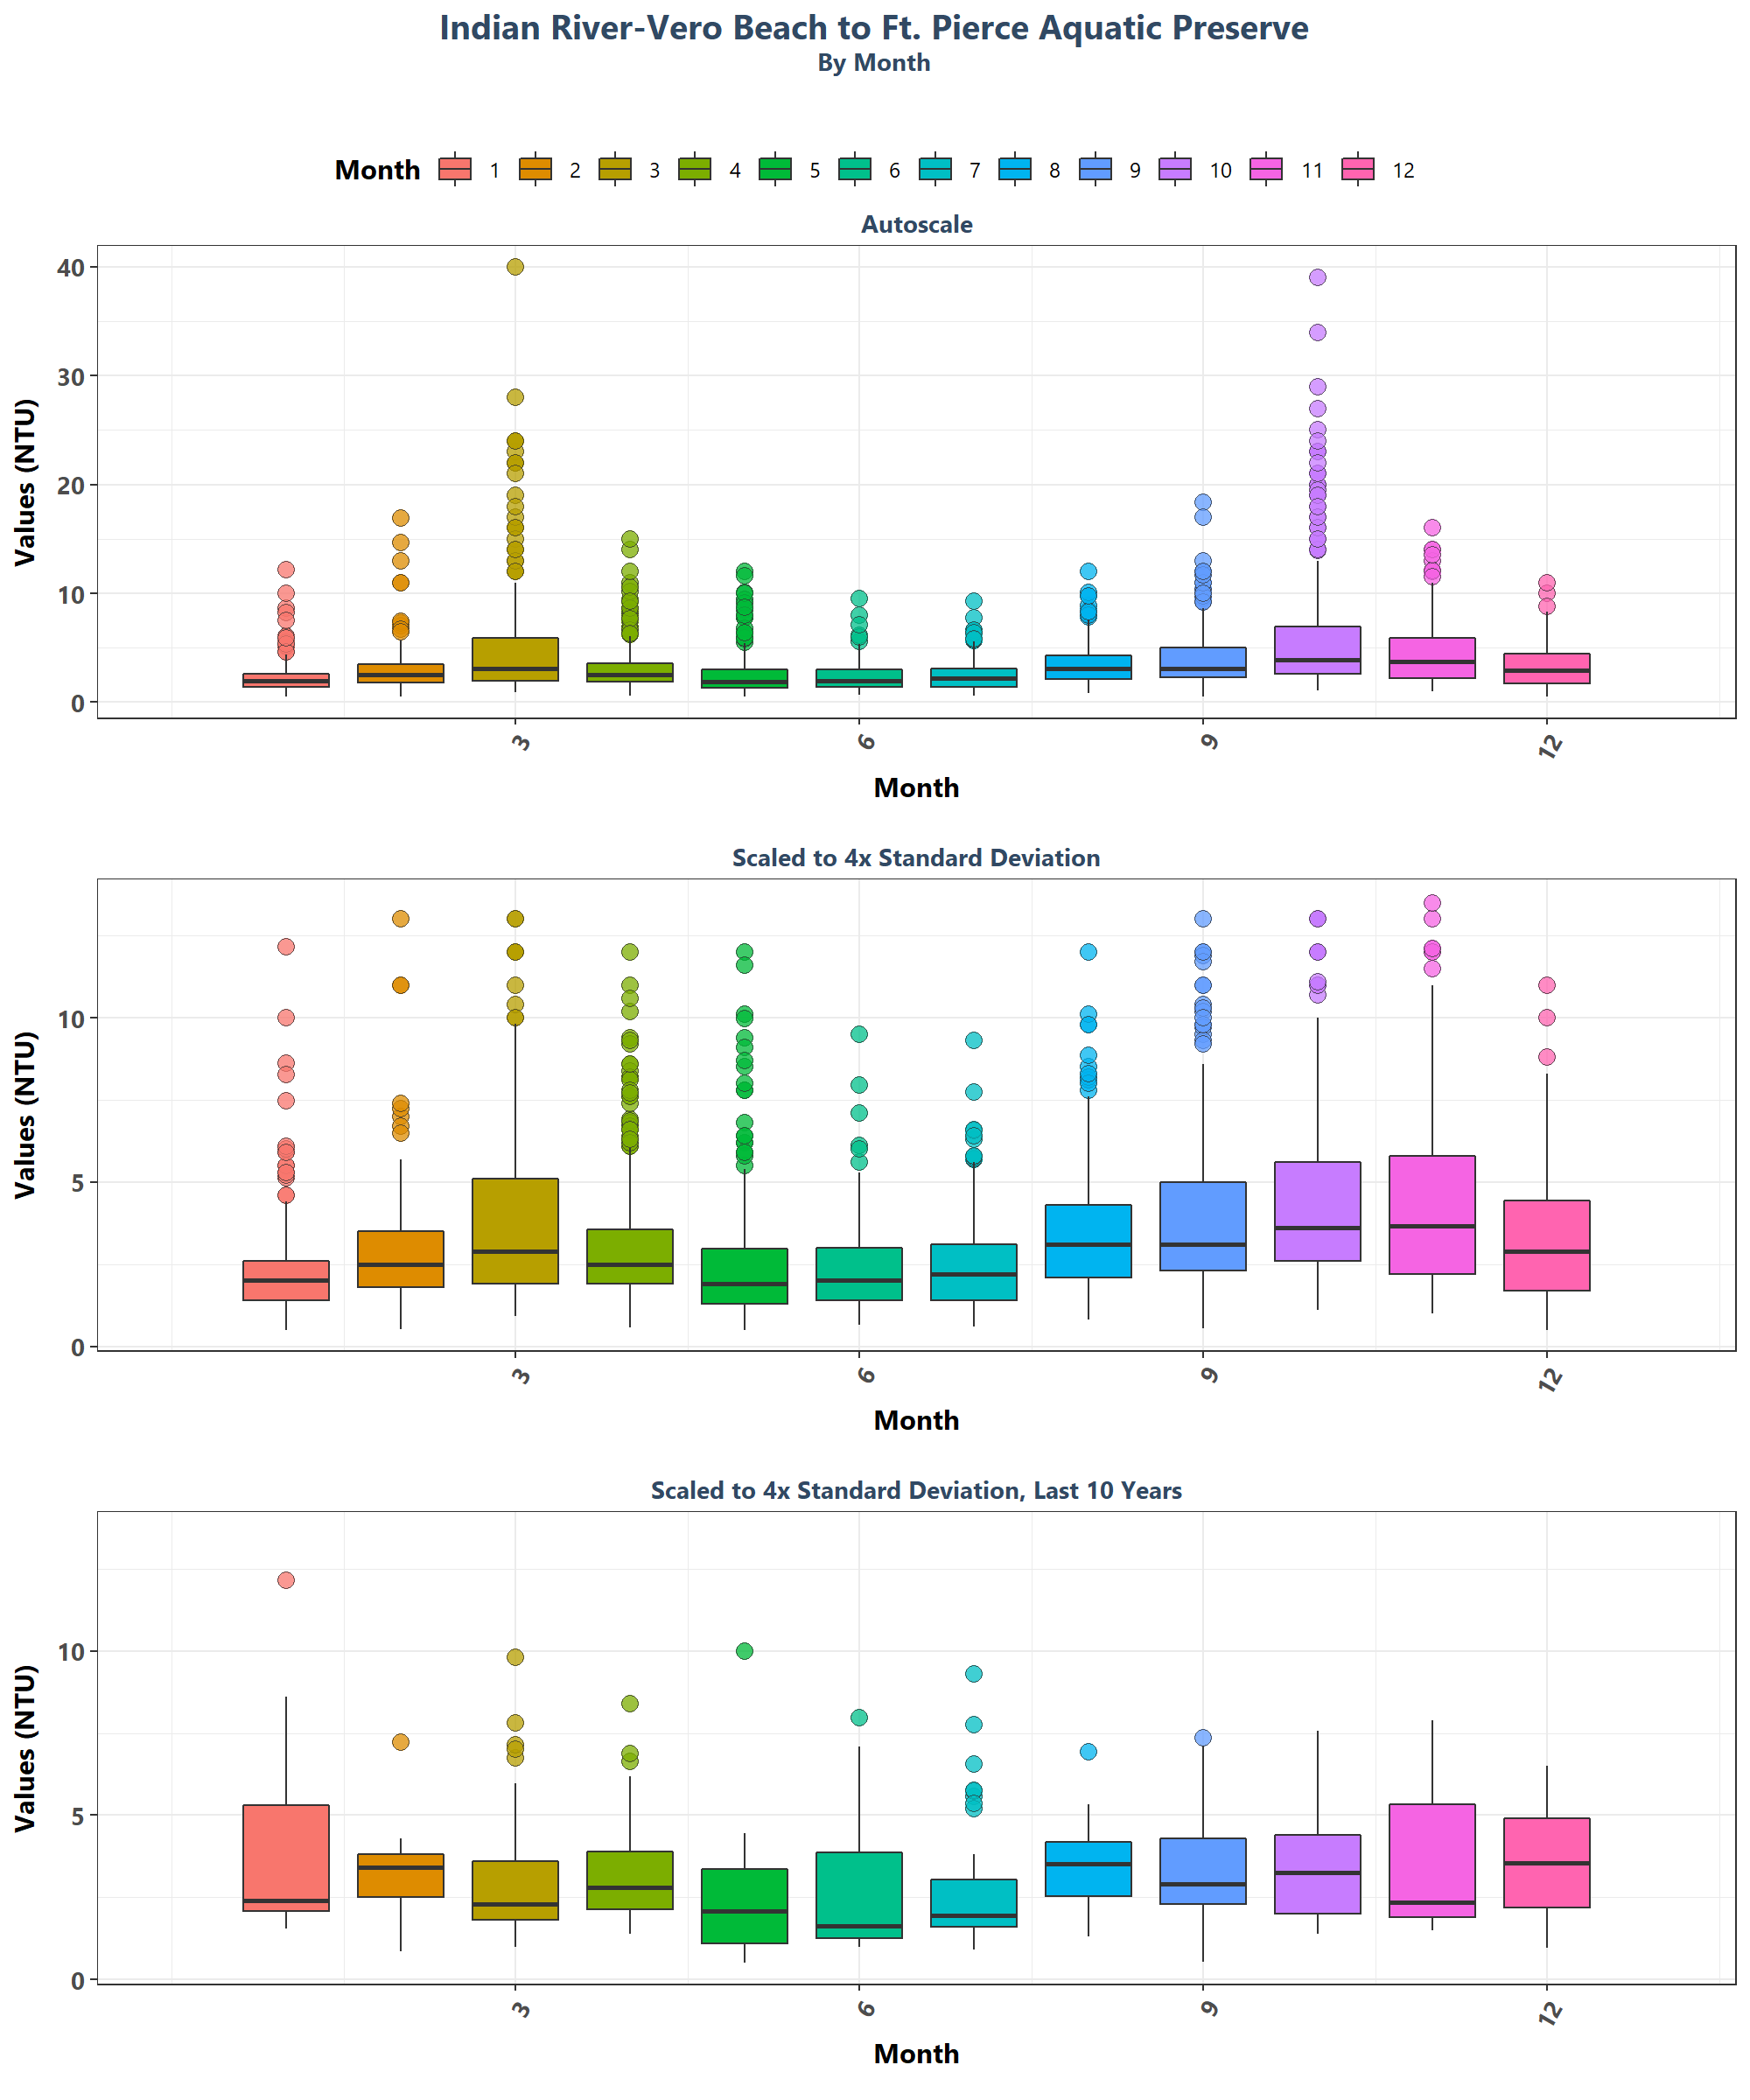 Indian River-Vero Beach to Ft. Pierce Aquatic Preserve
By Month
Month 1 2 3 4 5 6 7 8 9 10 11 12
Autoscale
Values (NTU)
40
30
20
10
0
3 6 9 12
Month
Scaled to 4x Standard Deviation
Values (NTU)
10
5
0
3 6 9 12
Month
Scaled to 4x Standard Deviation, Last 10 Years
Values (NTU)
10
5
0
3 6 9 12
Month